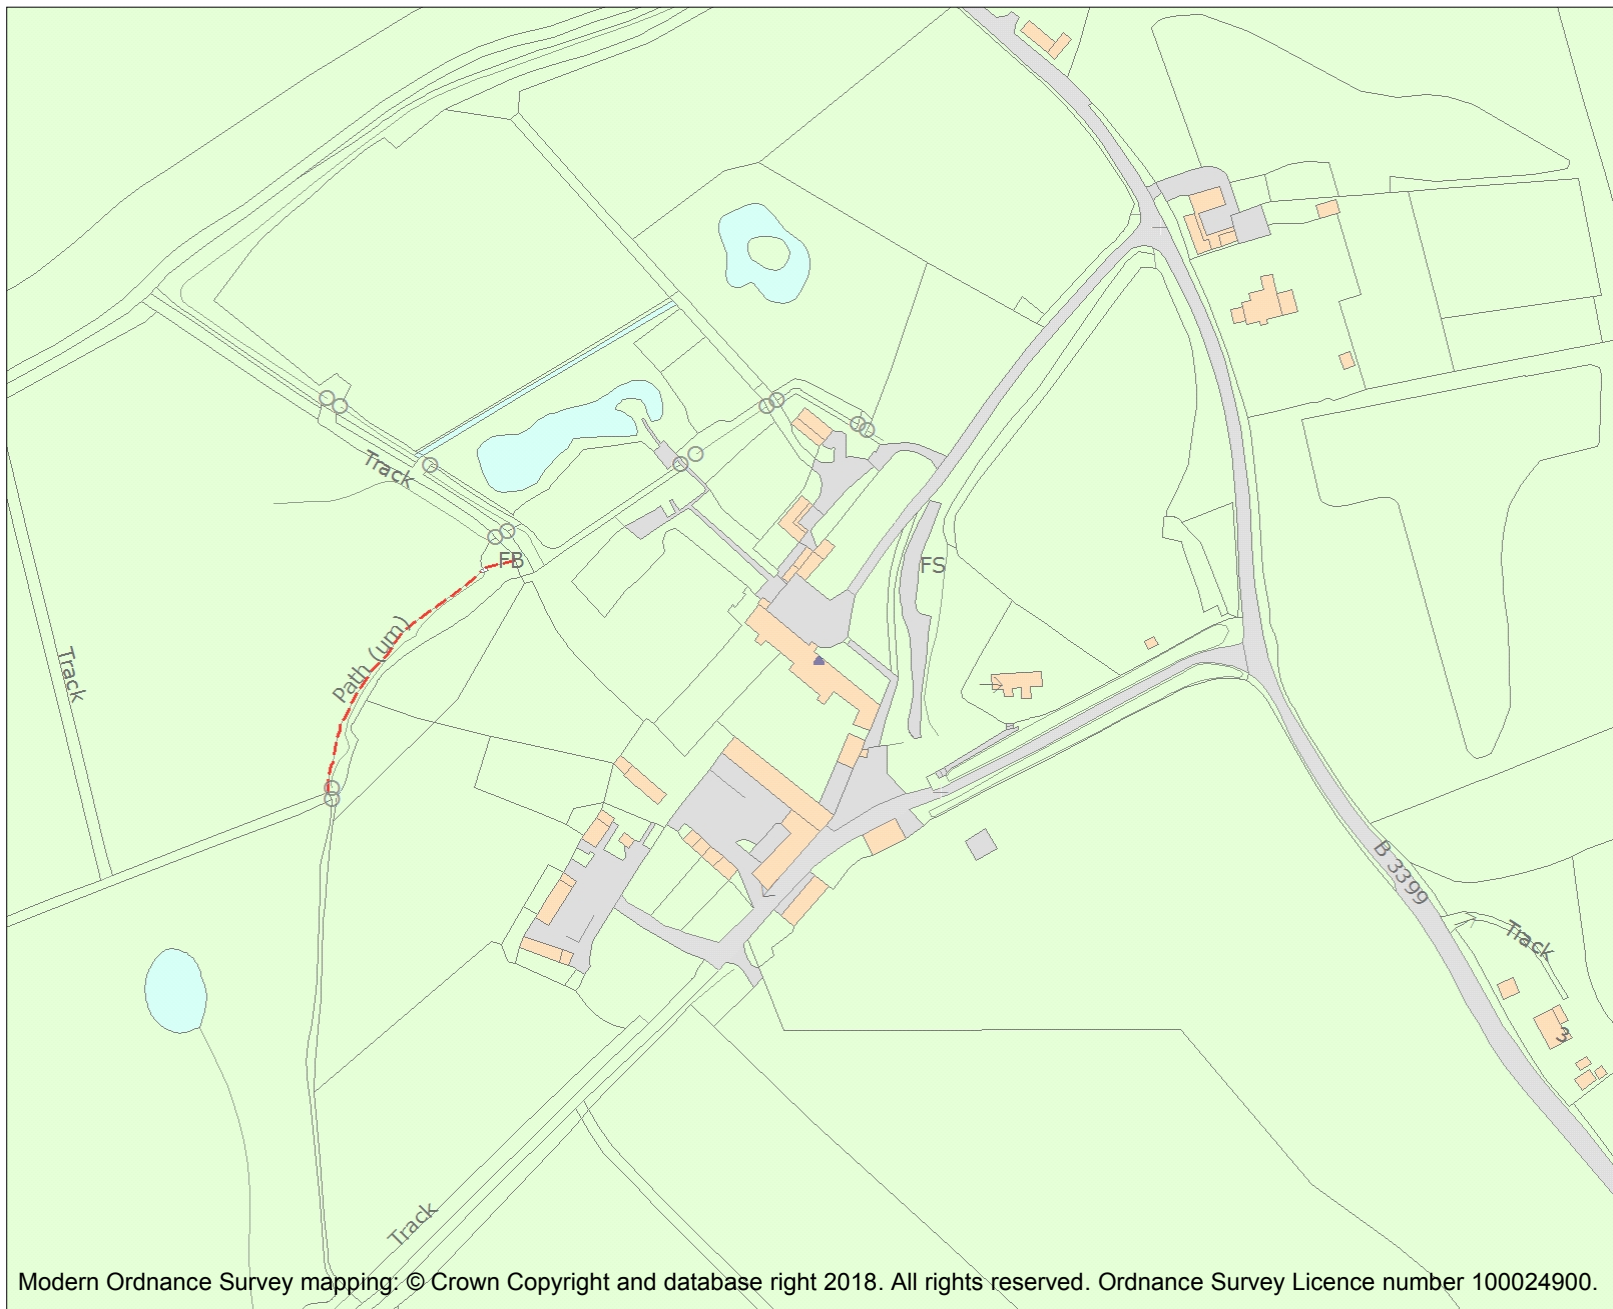 Track
FB
FS
Path (um)
Track
B 3399
Track
3
Track
Modern Ordnance Survey mapping: © Crown Copyright and database right 2018. All rights reserved. Ordnance Survey Licence number 100024900.